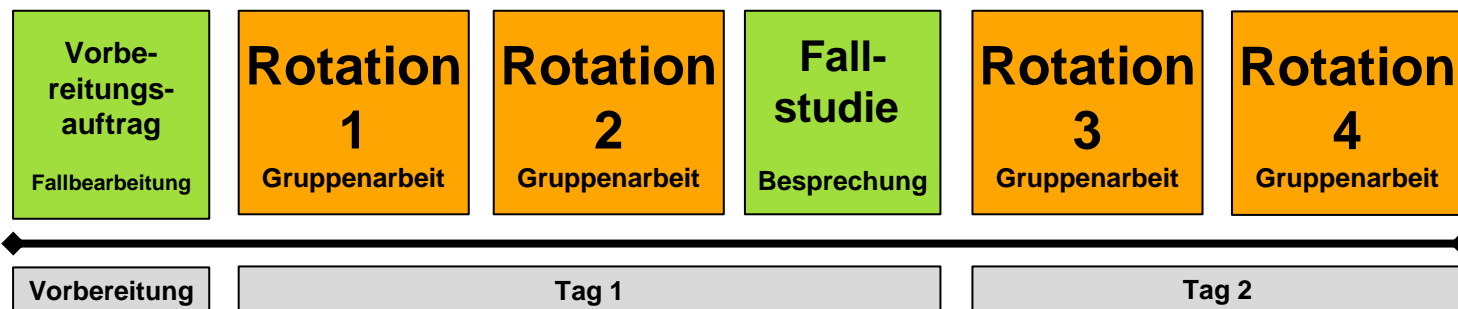 Vorbe-
reitungs-
auftrag
Fallbearbeitung
Rotation
1
Gruppenarbeit
Rotation
2
Gruppenarbeit
Fall-
studie
Besprechung
Rotation
3
Gruppenarbeit
Rotation
4
Gruppenarbeit
Vorbereitung
Tag 1
Tag 2